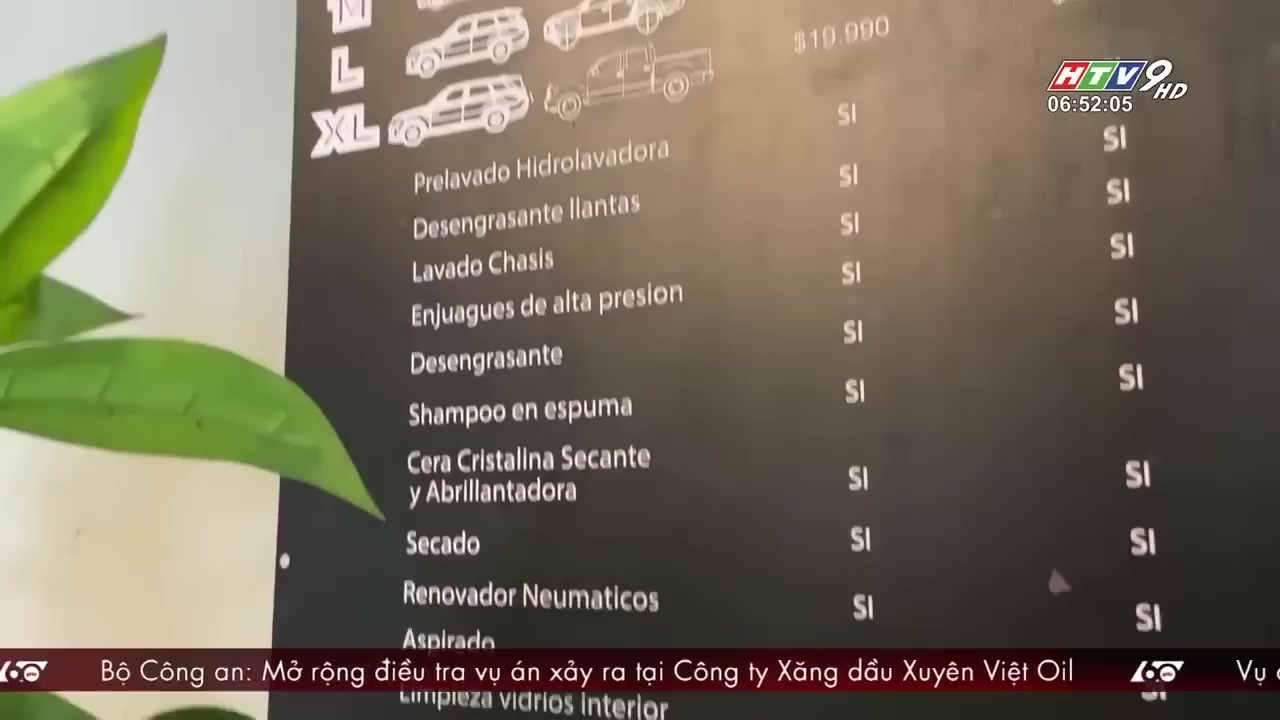 M
L
XL
$19.990
HTV9 HD
06:52:05
SI
SI
Prelavado Hidrolavadora
SI
SI
Desengrasante llantas
SI
SI
Lavado Chasis
SI
SI
Enjuagues de alta presion
SI
SI
Desengrasante
SI
SI
Shampoo en espuma
Cera Cristalina Secante
y Abrillantadora
SI
SI
Secado
SI
SI
Renovador Neumaticos
SI
SI
Aspirado
60
Bộ Công an: Mở rộng điều tra vụ án xảy ra tại Công ty Xăng dầu Xuyên Việt Oil
60
Vụ
Limpieza vidrios interior
SI